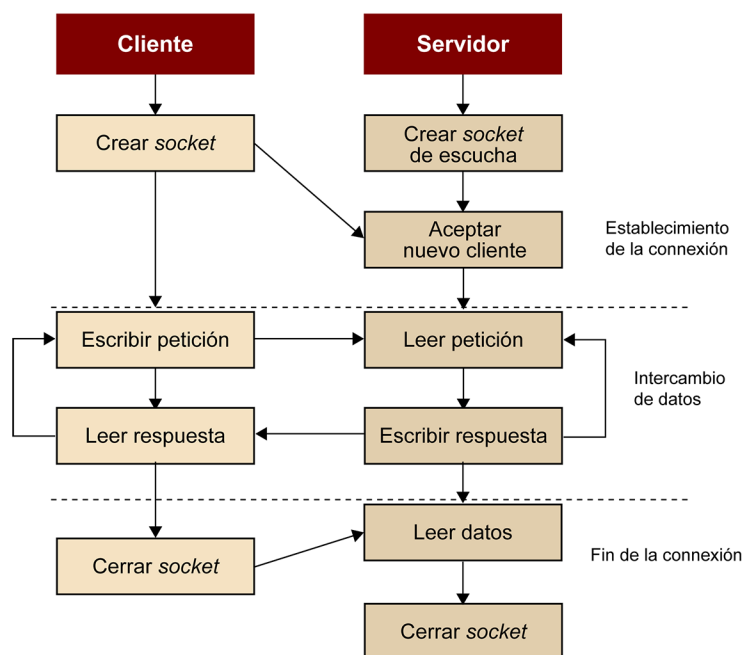 Cliente
Servidor
Crear socket
Crear socket
de escucha
Aceptar
nuevo cliente
Establecimiento
de la connexión
Escribir petición
Leer petición
Intercambio
de datos
Leer respuesta
Escribir respuesta
Leer datos
Cerrar socket
Fin de la connexión
Cerrar socket